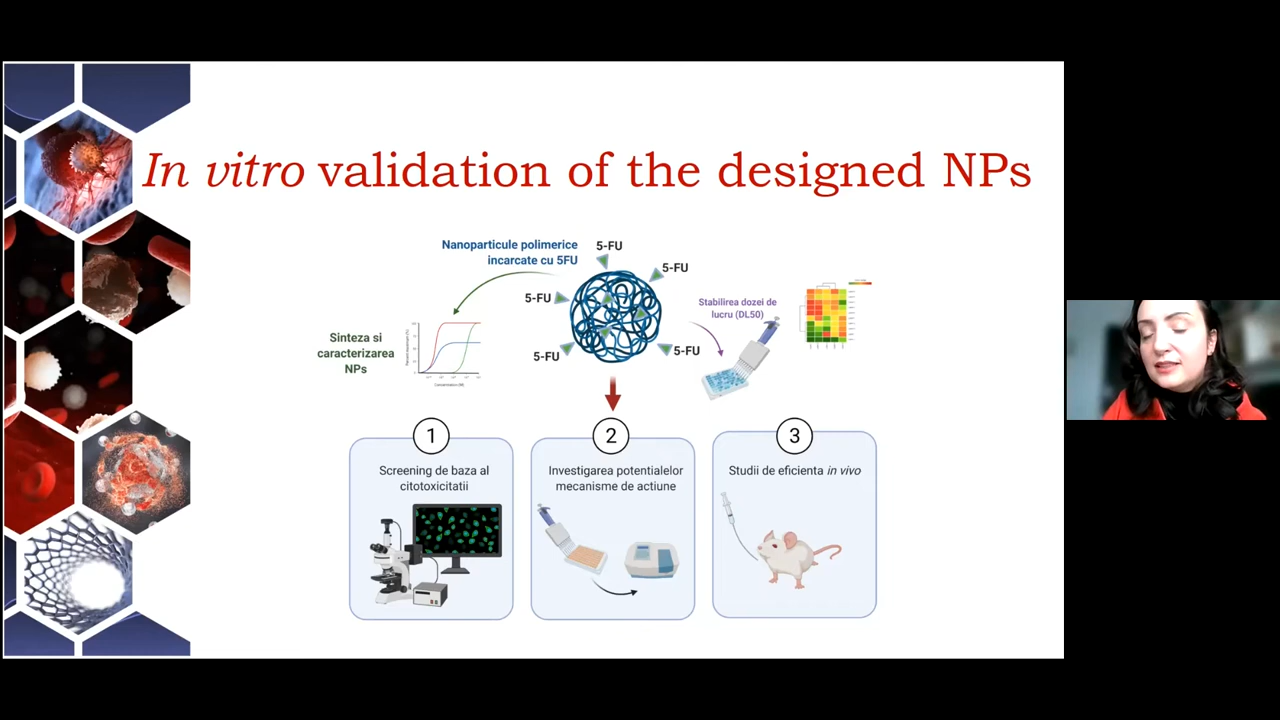 In vitro validation of the designed NPs
Nanoparticule polimerice
incarcate cu 5FU
5-FU
5-FU
5-FU
5-FU
5-FU
Stabilirea dozei de
lucru (DL50)
Sinteza si
caracterizarea
NPs
Concentration (M)
1
Screening de baza al
citotoxicitatii
2
Investigarea potentialelor
mecanisme de actiune
3
Studii de eficienta in vivo